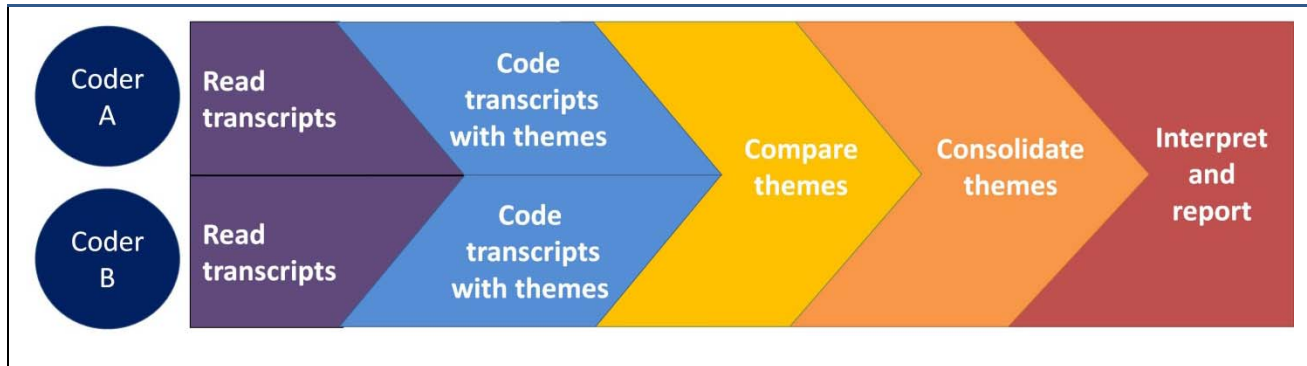 Coder
A
Read
transcripts
Code
transcripts
with themes
Coder
B
Read
transcripts
Code
transcripts
with themes
Compare
themes
Consolidate
themes
Interpret
and
report